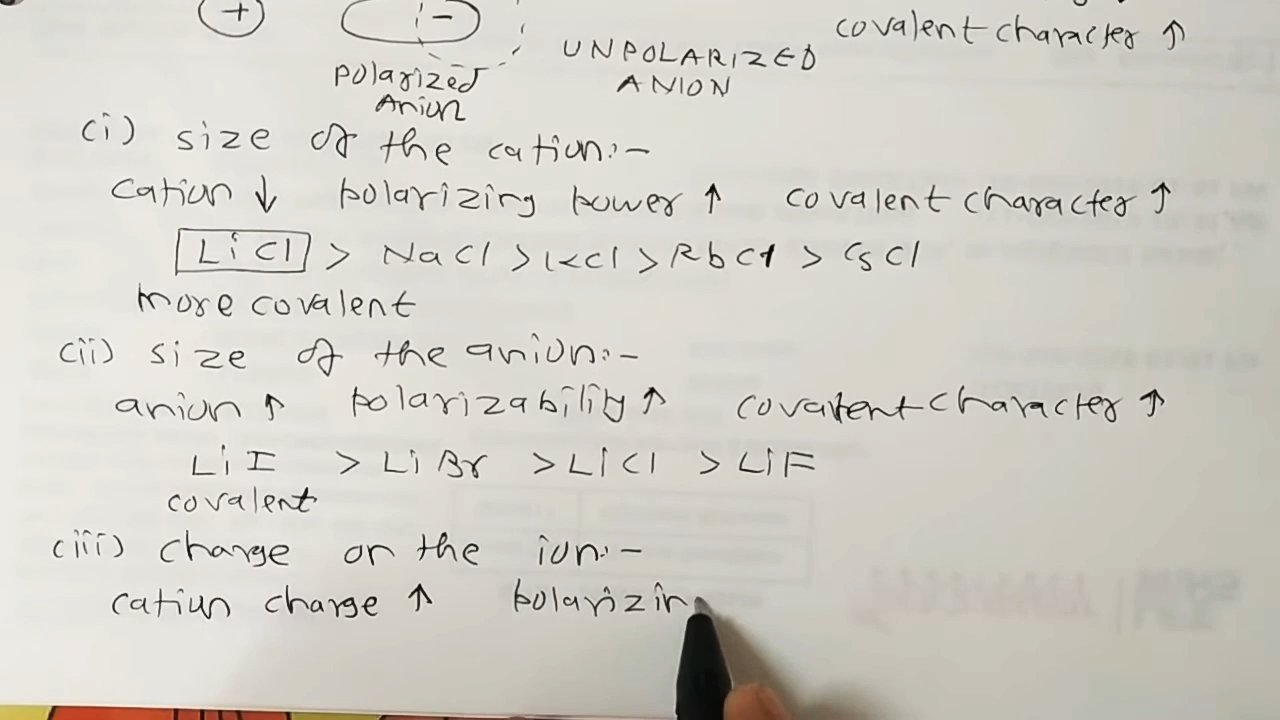 + - covalent character ↑
UNPOLARIZED
polarized ANION
Anion
(i) size of the cation:-
Cation ↓ polarizing power ↑ covalent character ↑
LiCl > NaCl > KCl > RbCl > CsCl
more covalent
(ii) size of the anion:-
anion ↑ polarizability ↑ covalent character ↑
LiI > LiBr > LiCl > LiF
covalent
(iii) charge on the ion:-
cation charge ↑ polarizin